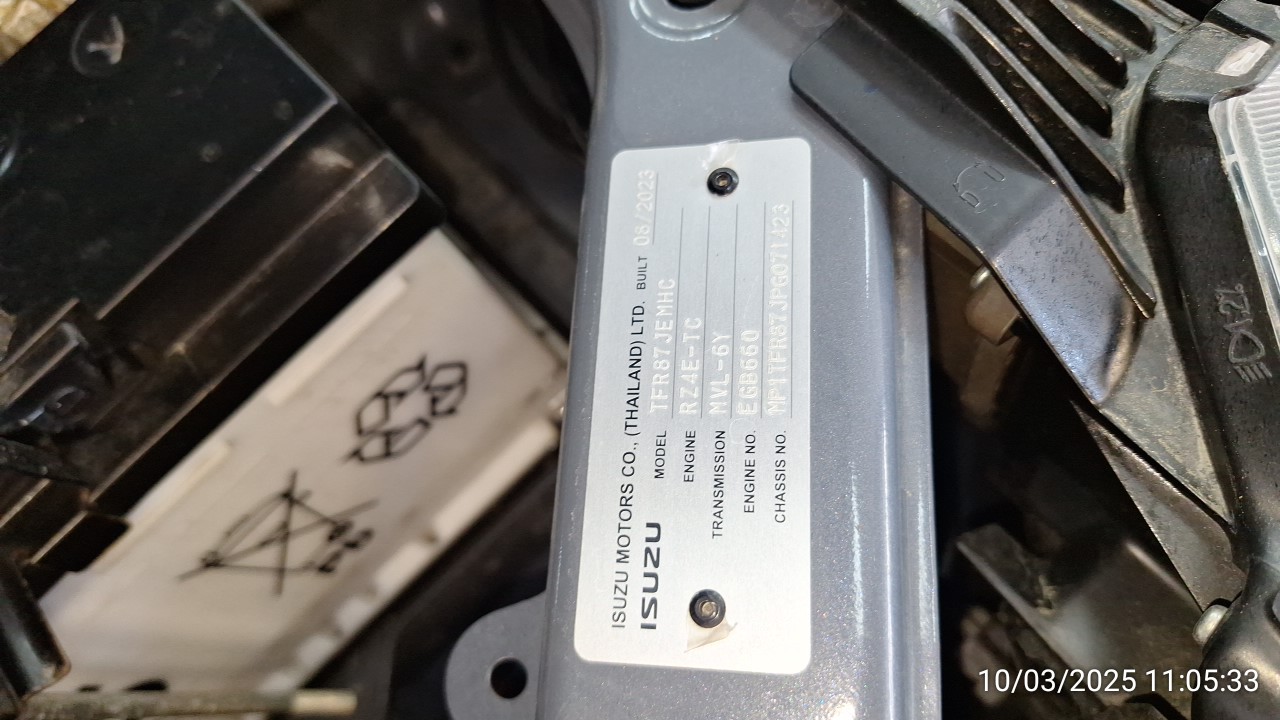 ISUZU MOTORS CO., (THAILAND) LTD. BUILT 08/2023
ISUZU
MODEL TFR87JEMHC
ENGINE RZ4E-TC
TRANSMISSION MVL-6Y
ENGINE NO. EGB660
CHASSIS NO. MP1TFR87JPG071423
10/03/2025 11:05:33